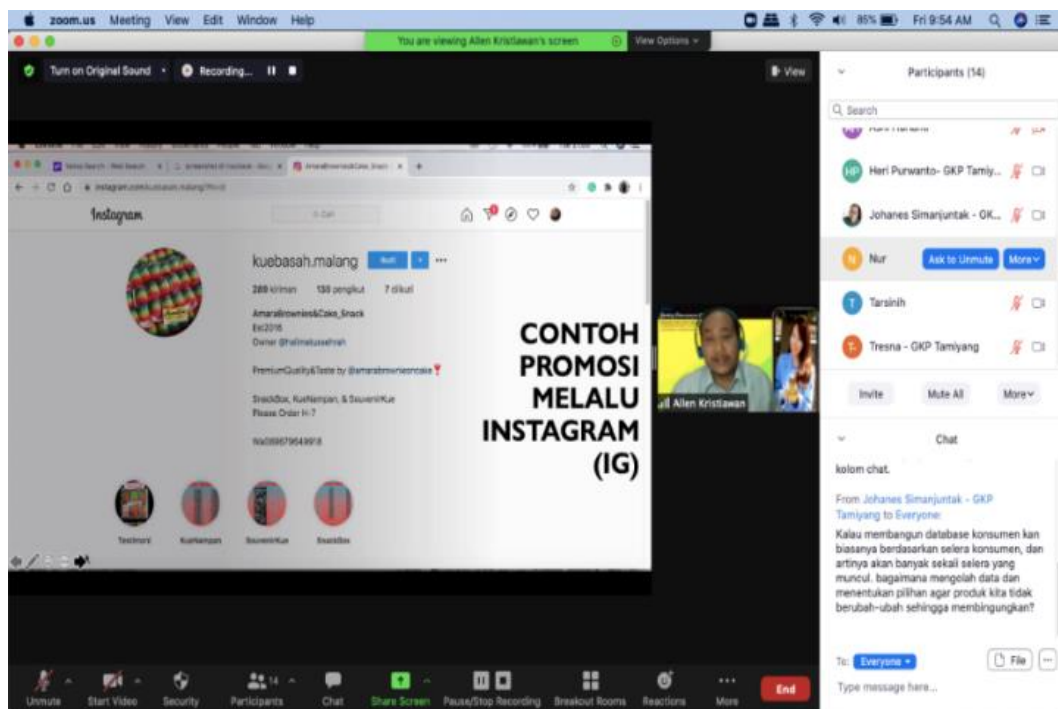 zoom.us Meeting View Edit Window Help
85% Fri 9:54 AM
You are viewing Allen Kristiawan's screen View Options
Turn on Original Sound Recording... View
Instagram
kuebasah.malang
289 kiriman 138 pengikut 7 diikuti
AmaraBrownies&Cake_Snack
Est2016
Owner
PremiumQuality&Taste by
SnackBox, KueNampan, & SouvenirKue
Please Order H-7
Testimoni KueNampan SouvenirKue SnackBox
CONTOH
PROMOSI
MELALU
INSTAGRAM
(IG)
Allen Kristiawan
Participants (14)
Search
HP Heri Purwanto- GKP Tamiy...
Johanes Simanjuntak - GK...
N Nur Ask to Unmute More
T Tarsinih
T- Tresna - GKP Tamiyang
Invite Mute All More
Chat
kolom chat.
From Johanes Simanjuntak - GKP
Tamiyang to Everyone:
Kalau membangun database konsumen kan
biasanya berdasarkan selera konsumen, dan
artinya akan banyak sekali selera yang
muncul. bagaimana mengolah data dan
menentukan pilihan agar produk kita tidak
berubah-ubah sehingga membingungkan?
To: Everyone File
Type message here...
Unmute Start Video Security Participants 14 Chat Share Screen Pause/Stop Recording Breakout Rooms Reactions More End